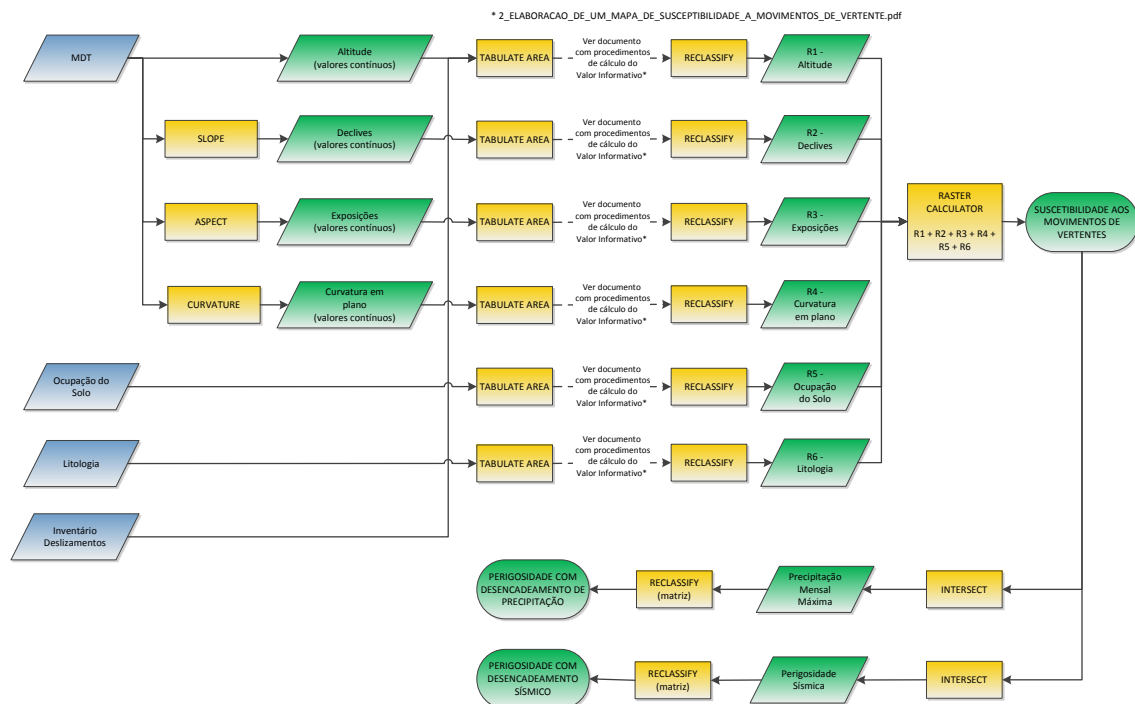 * 2_ELABORACAO_DE_UM_MAPA_DE_SUSCEPTIBILIDADE_A_MOVIMENTOS_DE_VERTENTE.pdf
MDT
Altitude
(valores contínuos)
TABULATE AREA
Ver documento
com procedimentos
de cálculo do
Valor Informativo*
RECLASSIFY
R1 -
Altitude
SLOPE
Declives
(valores contínuos)
TABULATE AREA
Ver documento
com procedimentos
de cálculo do
Valor Informativo*
RECLASSIFY
R2 -
Declives
ASPECT
Exposições
(valores contínuos)
TABULATE AREA
Ver documento
com procedimentos
de cálculo do
Valor Informativo*
RECLASSIFY
R3 -
Exposições
RASTER
CALCULATOR
R1 + R2 + R3 + R4 +
R5 + R6
SUSCETIBILIDADE AOS
MOVIMENTOS DE
VERTENTES
CURVATURE
Curvatura em
plano
(valores contínuos)
TABULATE AREA
Ver documento
com procedimentos
de cálculo do
Valor Informativo*
RECLASSIFY
R4 -
Curvatura
em plano
Ocupação do
Solo
TABULATE AREA
Ver documento
com procedimentos
de cálculo do
Valor Informativo*
RECLASSIFY
R5 -
Ocupação
do Solo
Litologia
TABULATE AREA
Ver documento
com procedimentos
de cálculo do
Valor Informativo*
RECLASSIFY
R6 -
Litologia
Inventário
Deslizamentos
PERIGOSIDADE COM
DESENCADEAMENTO DE
PRECIPITAÇÃO
RECLASSIFY
(matriz)
Precipitação
Mensal
Máxima
INTERSECT
PERIGOSIDADE COM
DESENCADEAMENTO
SÍSMICO
RECLASSIFY
(matriz)
Perigosidade
Sísmica
INTERSECT